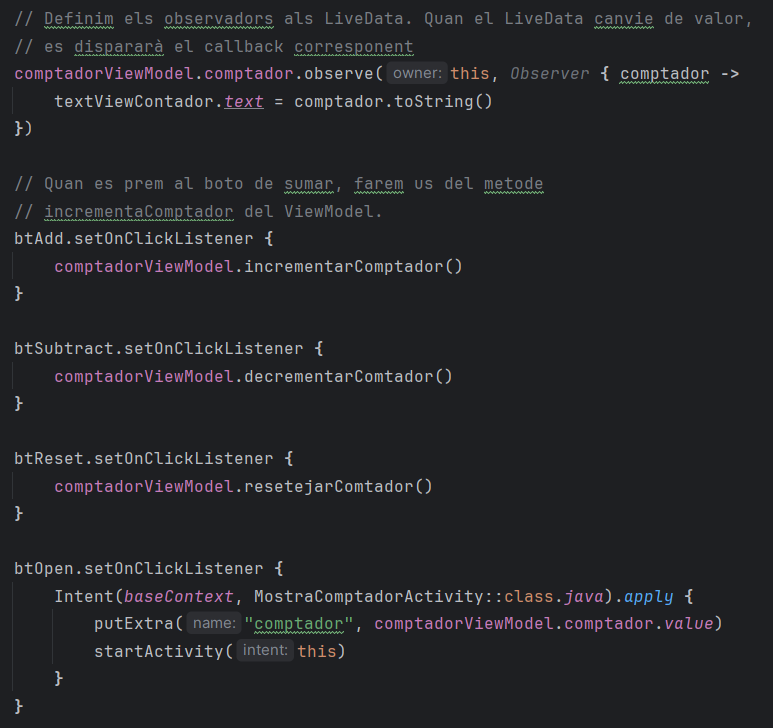 // Definim els observadors als LiveData. Quan el LiveData canvie de valor,
// es dispararà el callback corresponent
comptadorViewModel.comptador.observe( owner: this, Observer { comptador ->
    textViewContador.text = comptador.toString()
})
// Quan es prem al boto de sumar, farem us del metode
// incrementaComptador del ViewModel.
btAdd.setOnClickListener {
    comptadorViewModel.incrementarComptador()
}
btSubtract.setOnClickListener {
    comptadorViewModel.decrementarComtador()
}
btReset.setOnClickListener {
    comptadorViewModel.resetejarComtador()
}
btOpen.setOnClickListener {
    Intent(baseContext, MostraComptadorActivity::class.java).apply {
        putExtra( name: "comptador", comptadorViewModel.comptador.value)
        startActivity( intent: this)
    }
}